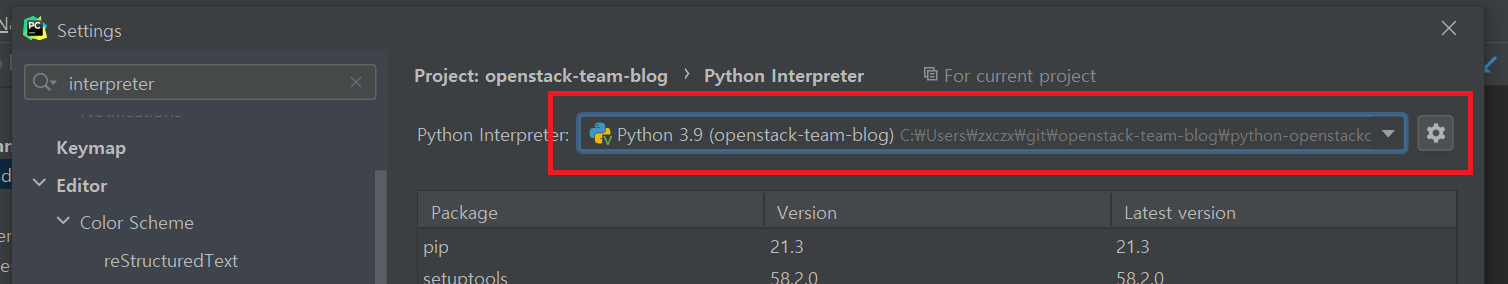 PC Settings
interpreter
Project: openstack-team-blog › Python Interpreter For current project
Notifications
Python Interpreter: Python 3.9 (openstack-team-blog) C:₩Users₩zxczx₩git₩openstack-team-blog₩python-openstackc
Keymap
Editor
Package Version Latest version
Color Scheme
pip 21.3 21.3
reStructuredText
setuptools 58.2.0 58.2.0